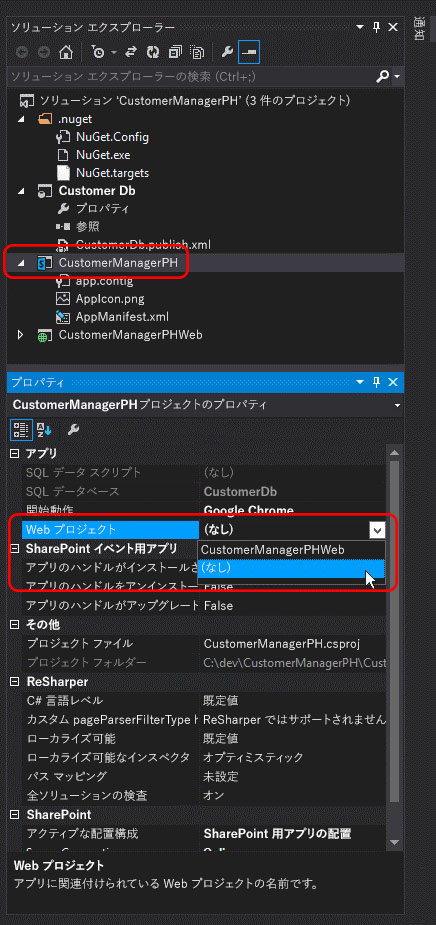 ソリューション エクスプローラー
通知
ソリューション エクスプローラーの検索 (Ctrl+;)
ソリューション 'CustomerManagerPH' (3 件のプロジェクト)
.nuget
NuGet.Config
NuGet.exe
NuGet.targets
Customer Db
プロパティ
参照
CustomerDb.publish.xml
CustomerManagerPH
app.config
AppIcon.png
AppManifest.xml
CustomerManagerPHWeb
プロパティ
CustomerManagerPH プロジェクトのプロパティ
アプリ
SQL データ スクリプト (なし)
SQL データベース CustomerDb
開始動作 Google Chrome
Web プロジェクト (なし)
SharePoint イベント用アプリ CustomerManagerPHWeb
アプリのハンドルがインストールさ (なし)
アプリのハンドルをアンインストー False
アプリのハンドルがアップグレート False
その他
プロジェクト ファイル CustomerManagerPH.csproj
プロジェクト フォルダー C:\dev\CustomerManagerPH\Cust
ReSharper
C# 言語レベル 既定値
カスタム pageParserFilterType ト ReSharper ではサポートされません
ローカライズ可能 既定値
ローカライズ可能なインスペクタ オプティミスティック
パス マッピング 未設定
全ソリューションの検査 オン
SharePoint
アクティブな配置構成 SharePoint 用アプリの配置
Web プロジェクト
アプリに関連付けられている Web プロジェクトの名前です。